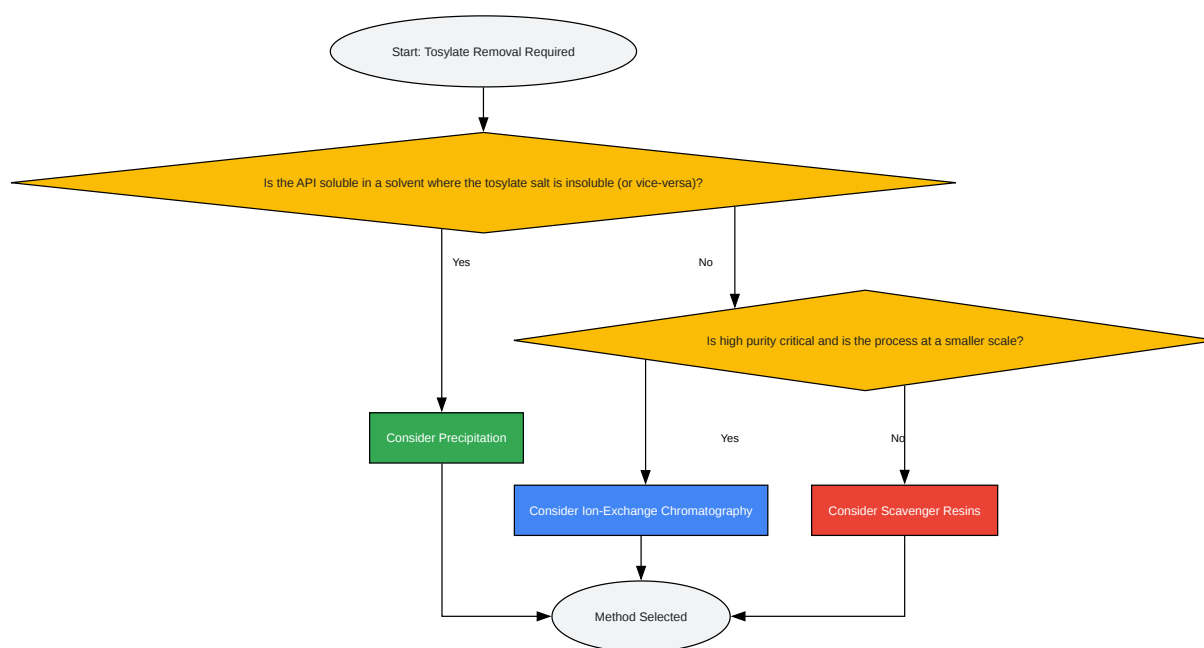 Start: Tosylate Removal Required
Is the API soluble in a solvent where the tosylate salt is insoluble (or vice-versa)?
Yes
No
Is high purity critical and is the process at a smaller scale?
Consider Precipitation
Yes
No
Consider Ion-Exchange Chromatography
Consider Scavenger Resins
Method Selected